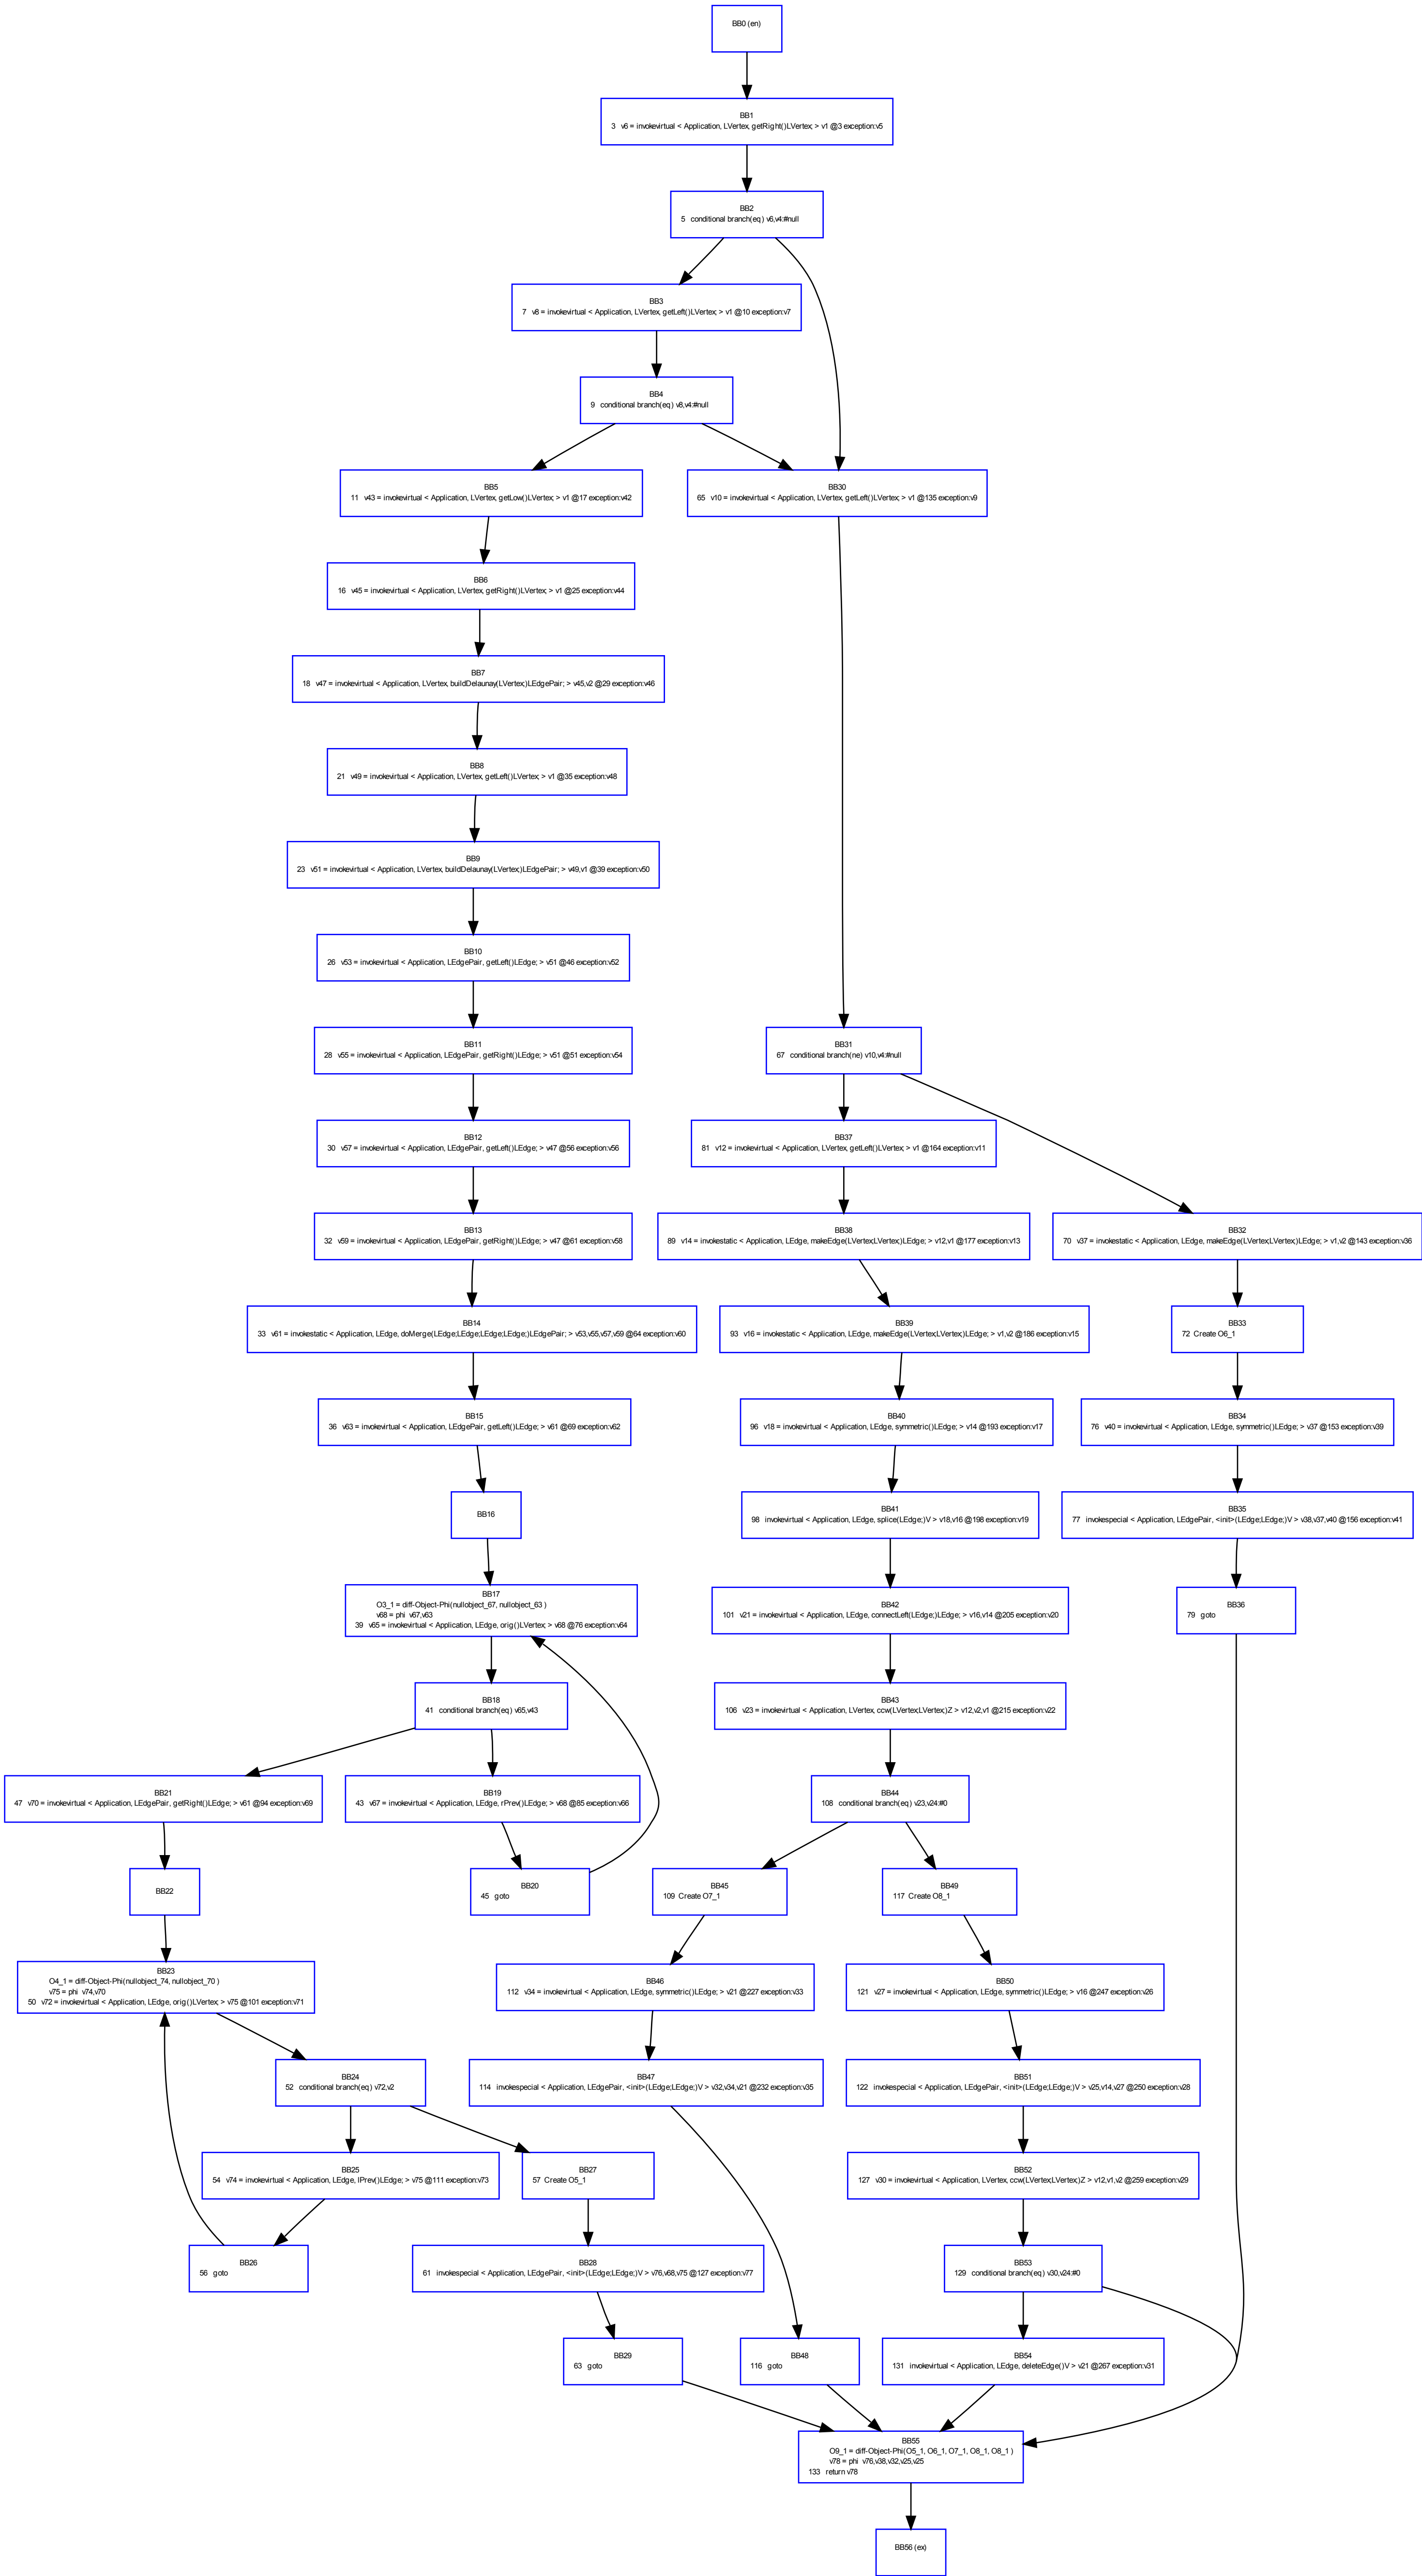 BB0 (en)
BB1
3 v6 = invokevirtual < Application, LVertex, getRight()LVertex; > v1 @3 exception:v5
BB2
5 conditional branch(eq) v6,v4:#null
BB3
7 v8 = invokevirtual < Application, LVertex, getLeft()LVertex; > v1 @10 exception:v7
BB4
9 conditional branch(eq) v8,v4:#null
BB5
11 v43 = invokevirtual < Application, LVertex, getLow()LVertex; > v1 @17 exception:v42
BB30
65 v10 = invokevirtual < Application, LVertex, getLeft()LVertex; > v1 @135 exception:v9
BB6
16 v45 = invokevirtual < Application, LVertex, getRight()LVertex; > v1 @25 exception:v44
BB7
18 v47 = invokevirtual < Application, LVertex, buildDelaunay(LVertex;)LEdgePair; > v45,v2 @29 exception:v46
BB8
21 v49 = invokevirtual < Application, LVertex, getLeft()LVertex; > v1 @35 exception:v48
BB9
23 v51 = invokevirtual < Application, LVertex, buildDelaunay(LVertex;)LEdgePair; > v49,v1 @39 exception:v50
BB10
26 v53 = invokevirtual < Application, LEdgePair, getLeft()LEdge; > v51 @46 exception:v52
BB11
28 v55 = invokevirtual < Application, LEdgePair, getRight()LEdge; > v51 @51 exception:v54
BB31
67 conditional branch(ne) v10,v4:#null
BB12
30 v57 = invokevirtual < Application, LEdgePair, getLeft()LEdge; > v47 @56 exception:v56
BB37
81 v12 = invokevirtual < Application, LVertex, getLeft()LVertex; > v1 @164 exception:v11
BB13
32 v59 = invokevirtual < Application, LEdgePair, getRight()LEdge; > v47 @61 exception:v58
BB38
89 v14 = invokestatic < Application, LEdge, makeEdge(LVertex;LVertex;)LEdge; > v12,v1 @177 exception:v13
BB32
70 v37 = invokestatic < Application, LEdge, makeEdge(LVertex;LVertex;)LEdge; > v1,v2 @143 exception:v36
BB14
33 v61 = invokestatic < Application, LEdge, doMerge(LEdge;LEdge;LEdge;LEdge;)LEdgePair; > v53,v55,v57,v59 @64 exception:v60
BB39
93 v16 = invokestatic < Application, LEdge, makeEdge(LVertex;LVertex;)LEdge; > v1,v2 @186 exception:v15
BB33
72 Create O6_1
BB15
36 v63 = invokevirtual < Application, LEdgePair, getLeft()LEdge; > v61 @69 exception:v62
BB40
96 v18 = invokevirtual < Application, LEdge, symmetric()LEdge; > v14 @193 exception:v17
BB34
76 v40 = invokevirtual < Application, LEdge, symmetric()LEdge; > v37 @153 exception:v39
BB16
BB41
98 invokevirtual < Application, LEdge, splice(LEdge;)V > v18,v16 @198 exception:v19
BB35
77 invokespecial < Application, LEdgePair, <init>(LEdge;LEdge;)V > v38,v37,v40 @156 exception:v41
BB17
O3_1 = diff-Object-Phi(nullobject_67, nullobject_63 )
v68 = phi v67,v63
39 v65 = invokevirtual < Application, LEdge, orig()LVertex; > v68 @76 exception:v64
BB42
101 v21 = invokevirtual < Application, LEdge, connectLeft(LEdge;)LEdge; > v16,v14 @205 exception:v20
BB36
79 goto
BB18
41 conditional branch(eq) v65,v43
BB43
106 v23 = invokevirtual < Application, LVertex, ccw(LVertex;LVertex;)Z > v12,v2,v1 @215 exception:v22
BB21
47 v70 = invokevirtual < Application, LEdgePair, getRight()LEdge; > v61 @94 exception:v69
BB19
43 v67 = invokevirtual < Application, LEdge, rPrev()LEdge; > v68 @85 exception:v66
BB44
108 conditional branch(eq) v23,v24:#0
BB22
BB20
45 goto
BB45
109 Create O7_1
BB49
117 Create O8_1
BB23
O4_1 = diff-Object-Phi(nullobject_74, nullobject_70 )
v75 = phi v74,v70
50 v72 = invokevirtual < Application, LEdge, orig()LVertex; > v75 @101 exception:v71
BB46
112 v34 = invokevirtual < Application, LEdge, symmetric()LEdge; > v21 @227 exception:v33
BB50
121 v27 = invokevirtual < Application, LEdge, symmetric()LEdge; > v16 @247 exception:v26
BB24
52 conditional branch(eq) v72,v2
BB47
114 invokespecial < Application, LEdgePair, <init>(LEdge;LEdge;)V > v32,v34,v21 @232 exception:v35
BB51
122 invokespecial < Application, LEdgePair, <init>(LEdge;LEdge;)V > v25,v14,v27 @250 exception:v28
BB25
54 v74 = invokevirtual < Application, LEdge, lPrev()LEdge; > v75 @111 exception:v73
BB27
57 Create O5_1
BB52
127 v30 = invokevirtual < Application, LVertex, ccw(LVertex;LVertex;)Z > v12,v1,v2 @259 exception:v29
BB26
56 goto
BB28
61 invokespecial < Application, LEdgePair, <init>(LEdge;LEdge;)V > v76,v68,v75 @127 exception:v77
BB53
129 conditional branch(eq) v30,v24:#0
BB29
63 goto
BB48
116 goto
BB54
131 invokevirtual < Application, LEdge, deleteEdge()V > v21 @267 exception:v31
BB55
O9_1 = diff-Object-Phi(O5_1, O6_1, O7_1, O8_1, O8_1 )
v78 = phi v76,v38,v32,v25,v25
133 return v78
BB56 (ex)